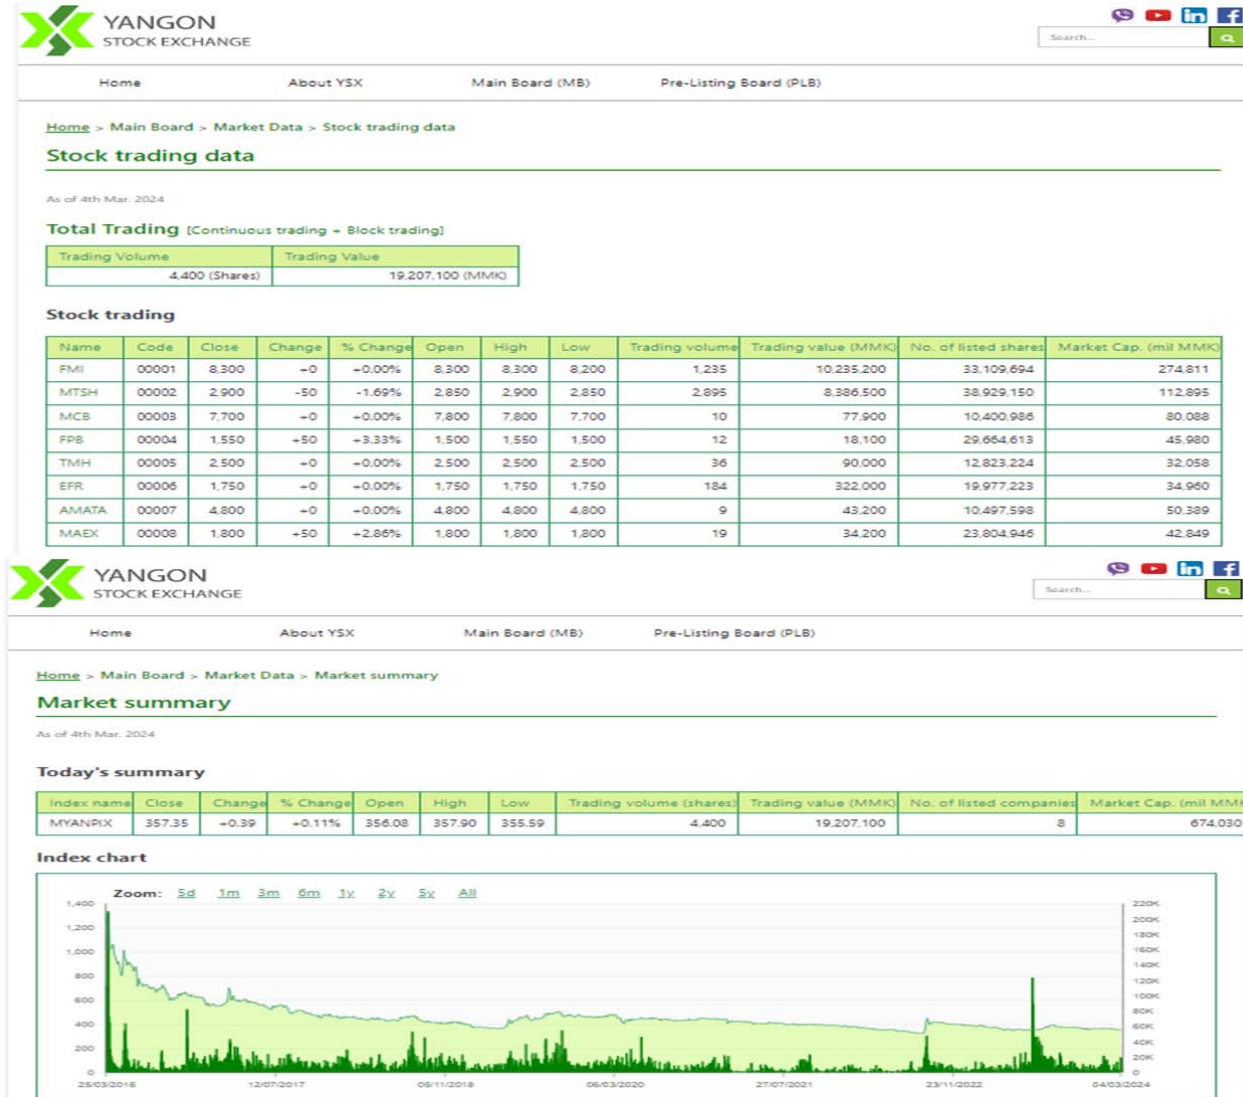 YANGON
STOCK EXCHANGE
Search...
Home About YSX Main Board (MB) Pre-Listing Board (PLB)
Home > Main Board > Market Data > Stock trading data
Stock trading data
As of 4th Mar. 2024
Total Trading [Continuous trading + Block trading]
Trading Volume Trading Value
4,400 (Shares) 19,207,100 (MMK)
Stock trading
Name Code Close Change % Change Open High Low Trading volume Trading value (MMK) No. of listed shares Market Cap. (mil MMK)
FMI 00001 8,300 +0 +0.00% 8,300 8,300 8,200 1,235 10,235,200 33,109,694 274,811
MTSH 00002 2,900 -50 -1.69% 2,850 2,900 2,850 2,895 8,386,500 38,929,150 112,895
MCB 00003 7,700 +0 +0.00% 7,800 7,800 7,700 10 77,900 10,400,986 80,088
FPB 00004 1,550 +50 +3.33% 1,500 1,550 1,500 12 18,100 29,664,613 45,980
TMH 00005 2,500 +0 +0.00% 2,500 2,500 2,500 36 90,000 12,823,224 32,058
EFR 00006 1,750 +0 +0.00% 1,750 1,750 1,750 184 322,000 19,977,223 34,960
AMATA 00007 4,800 +0 +0.00% 4,800 4,800 4,800 9 43,200 10,497,598 50,389
MAEX 00008 1,800 +50 +2.86% 1,800 1,800 1,800 19 34,200 23,804,946 42,849
YANGON
STOCK EXCHANGE
Search...
Home About YSX Main Board (MB) Pre-Listing Board (PLB)
Home > Main Board > Market Data > Market summary
Market summary
As of 4th Mar. 2024
Today's summary
Index name Close Change % Change Open High Low Trading volume (shares) Trading value (MMK) No. of listed companies Market Cap. (mil MMK
MYANPIX 357.35 +0.39 +0.11% 356.08 357.90 355.59 4,400 19,207,100 8 674,030
Index chart
Zoom: 5d 1m 3m 6m 1y 2y 5y All
1,400 220K
200K
1,200 180K
1,000 160K
140K
800 120K
600 100K
80K
400 60K
40K
200 20K
0 0
28/03/2016 12/07/2017 05/11/2018 06/03/2020 27/07/2021 23/11/2022 04/03/2024